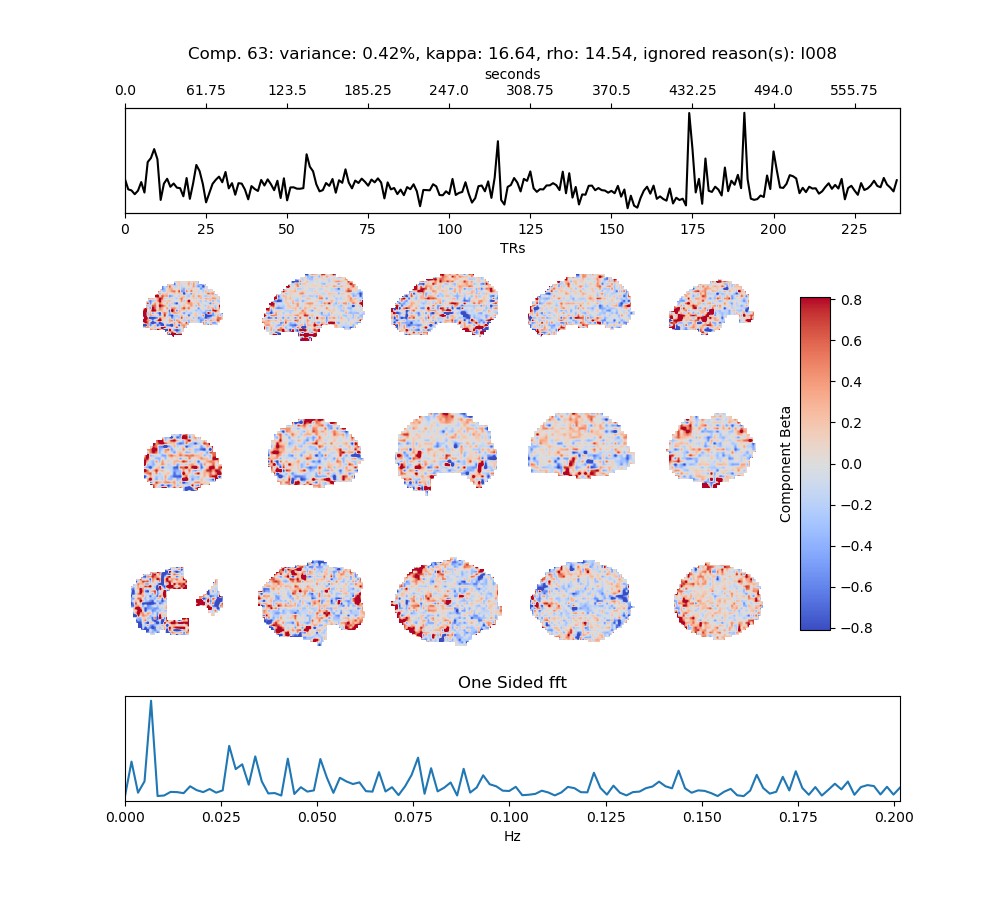 Comp. 63: variance: 0.42%, kappa: 16.64, rho: 14.54, ignored reason(s): I008
seconds
0.0 61.75 123.5 185.25 247.0 308.75 370.5 432.25 494.0 555.75
0 25 50 75 100 125 150 175 200 225
TRs
0.8
0.6
0.4
0.2
0.0
−0.2
−0.4
−0.6
−0.8
Component Beta
One Sided fft
0.000 0.025 0.050 0.075 0.100 0.125 0.150 0.175 0.200
Hz